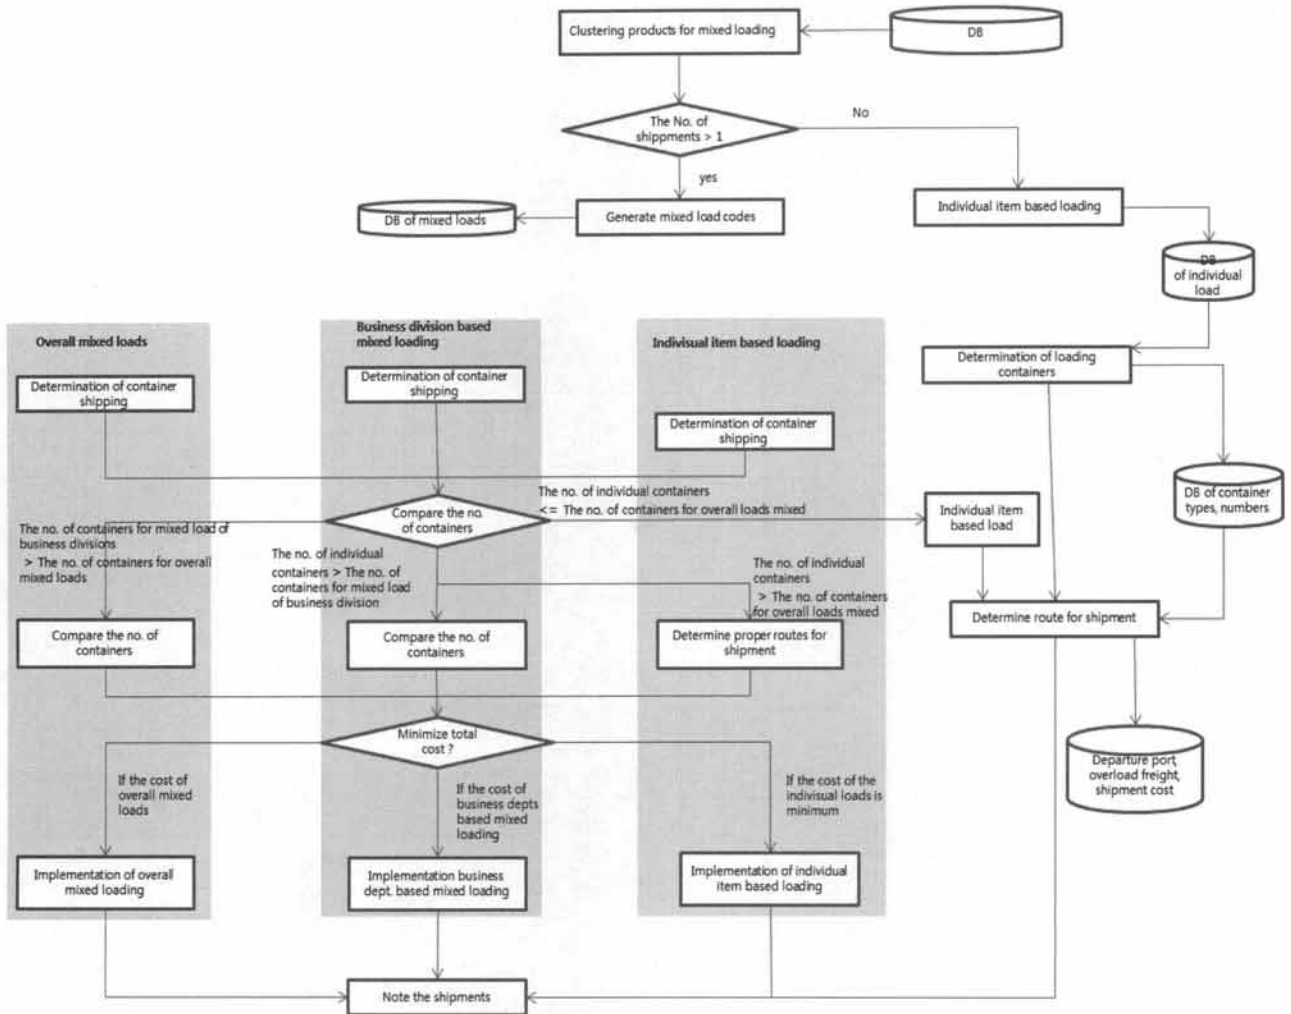 Clustering products for mixed loading
DB
The No. of
shippments > 1
No
yes
DB of mixed loads
Generate mixed load codes
Individual item based loading
DB
of individual
load
Overall mixed loads
Business division based
mixed loading
Indivisual item based loading
Determination of container
shipping
Determination of container
shipping
Determination of container
shipping
Determination of loading
containers
The no. of individual containers
<= The no. of containers for overall loads mixed
Compare the no.
of containers
Individual item
based load
DB of container
types, numbers
The no. of containers for mixed load of
business divisions
> The no. of containers for overall
mixed loads
The no. of individual
containers > The no. of
containers for mixed load
of business division
The no. of individual
containers
> The no. of containers
for overall loads mixed
Compare the no. of
containers
Compare the no. of
containers
Determine proper routes for
shipment
Determine route for shipment
Minimize total
cost ?
Departure port,
overload freight,
shipment cost
If the cost of
overall mixed
loads
If the cost of
business depts
based mixed
loading
If the cost of the
indivisual loads is
minimum
Implementation of overall
mixed loading
Implementation business
dept. based mixed loading
Implementation of individual
item based loading
Note the shipments